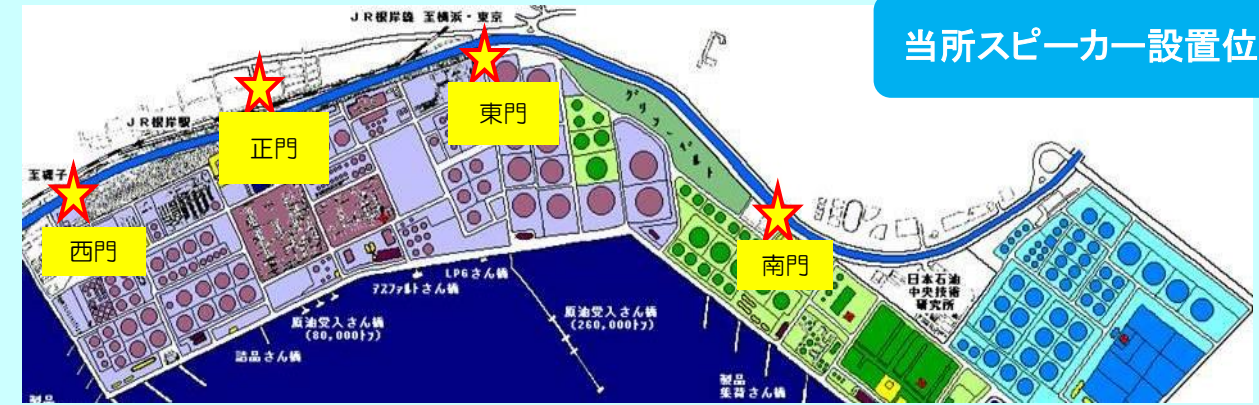 JR根岸線 至横浜・東京
当所スピーカー設置位
東門
グリーンベルト
JR根岸駅
正門
至磯子
西門
南門
LPGさん橋
アスファルトさん橋
原油受入さん橋
(80,000トン)
原油受入さん橋
(260,000トン)
日本石油
中央技術
研究所
製品
集荷さん橋
製品